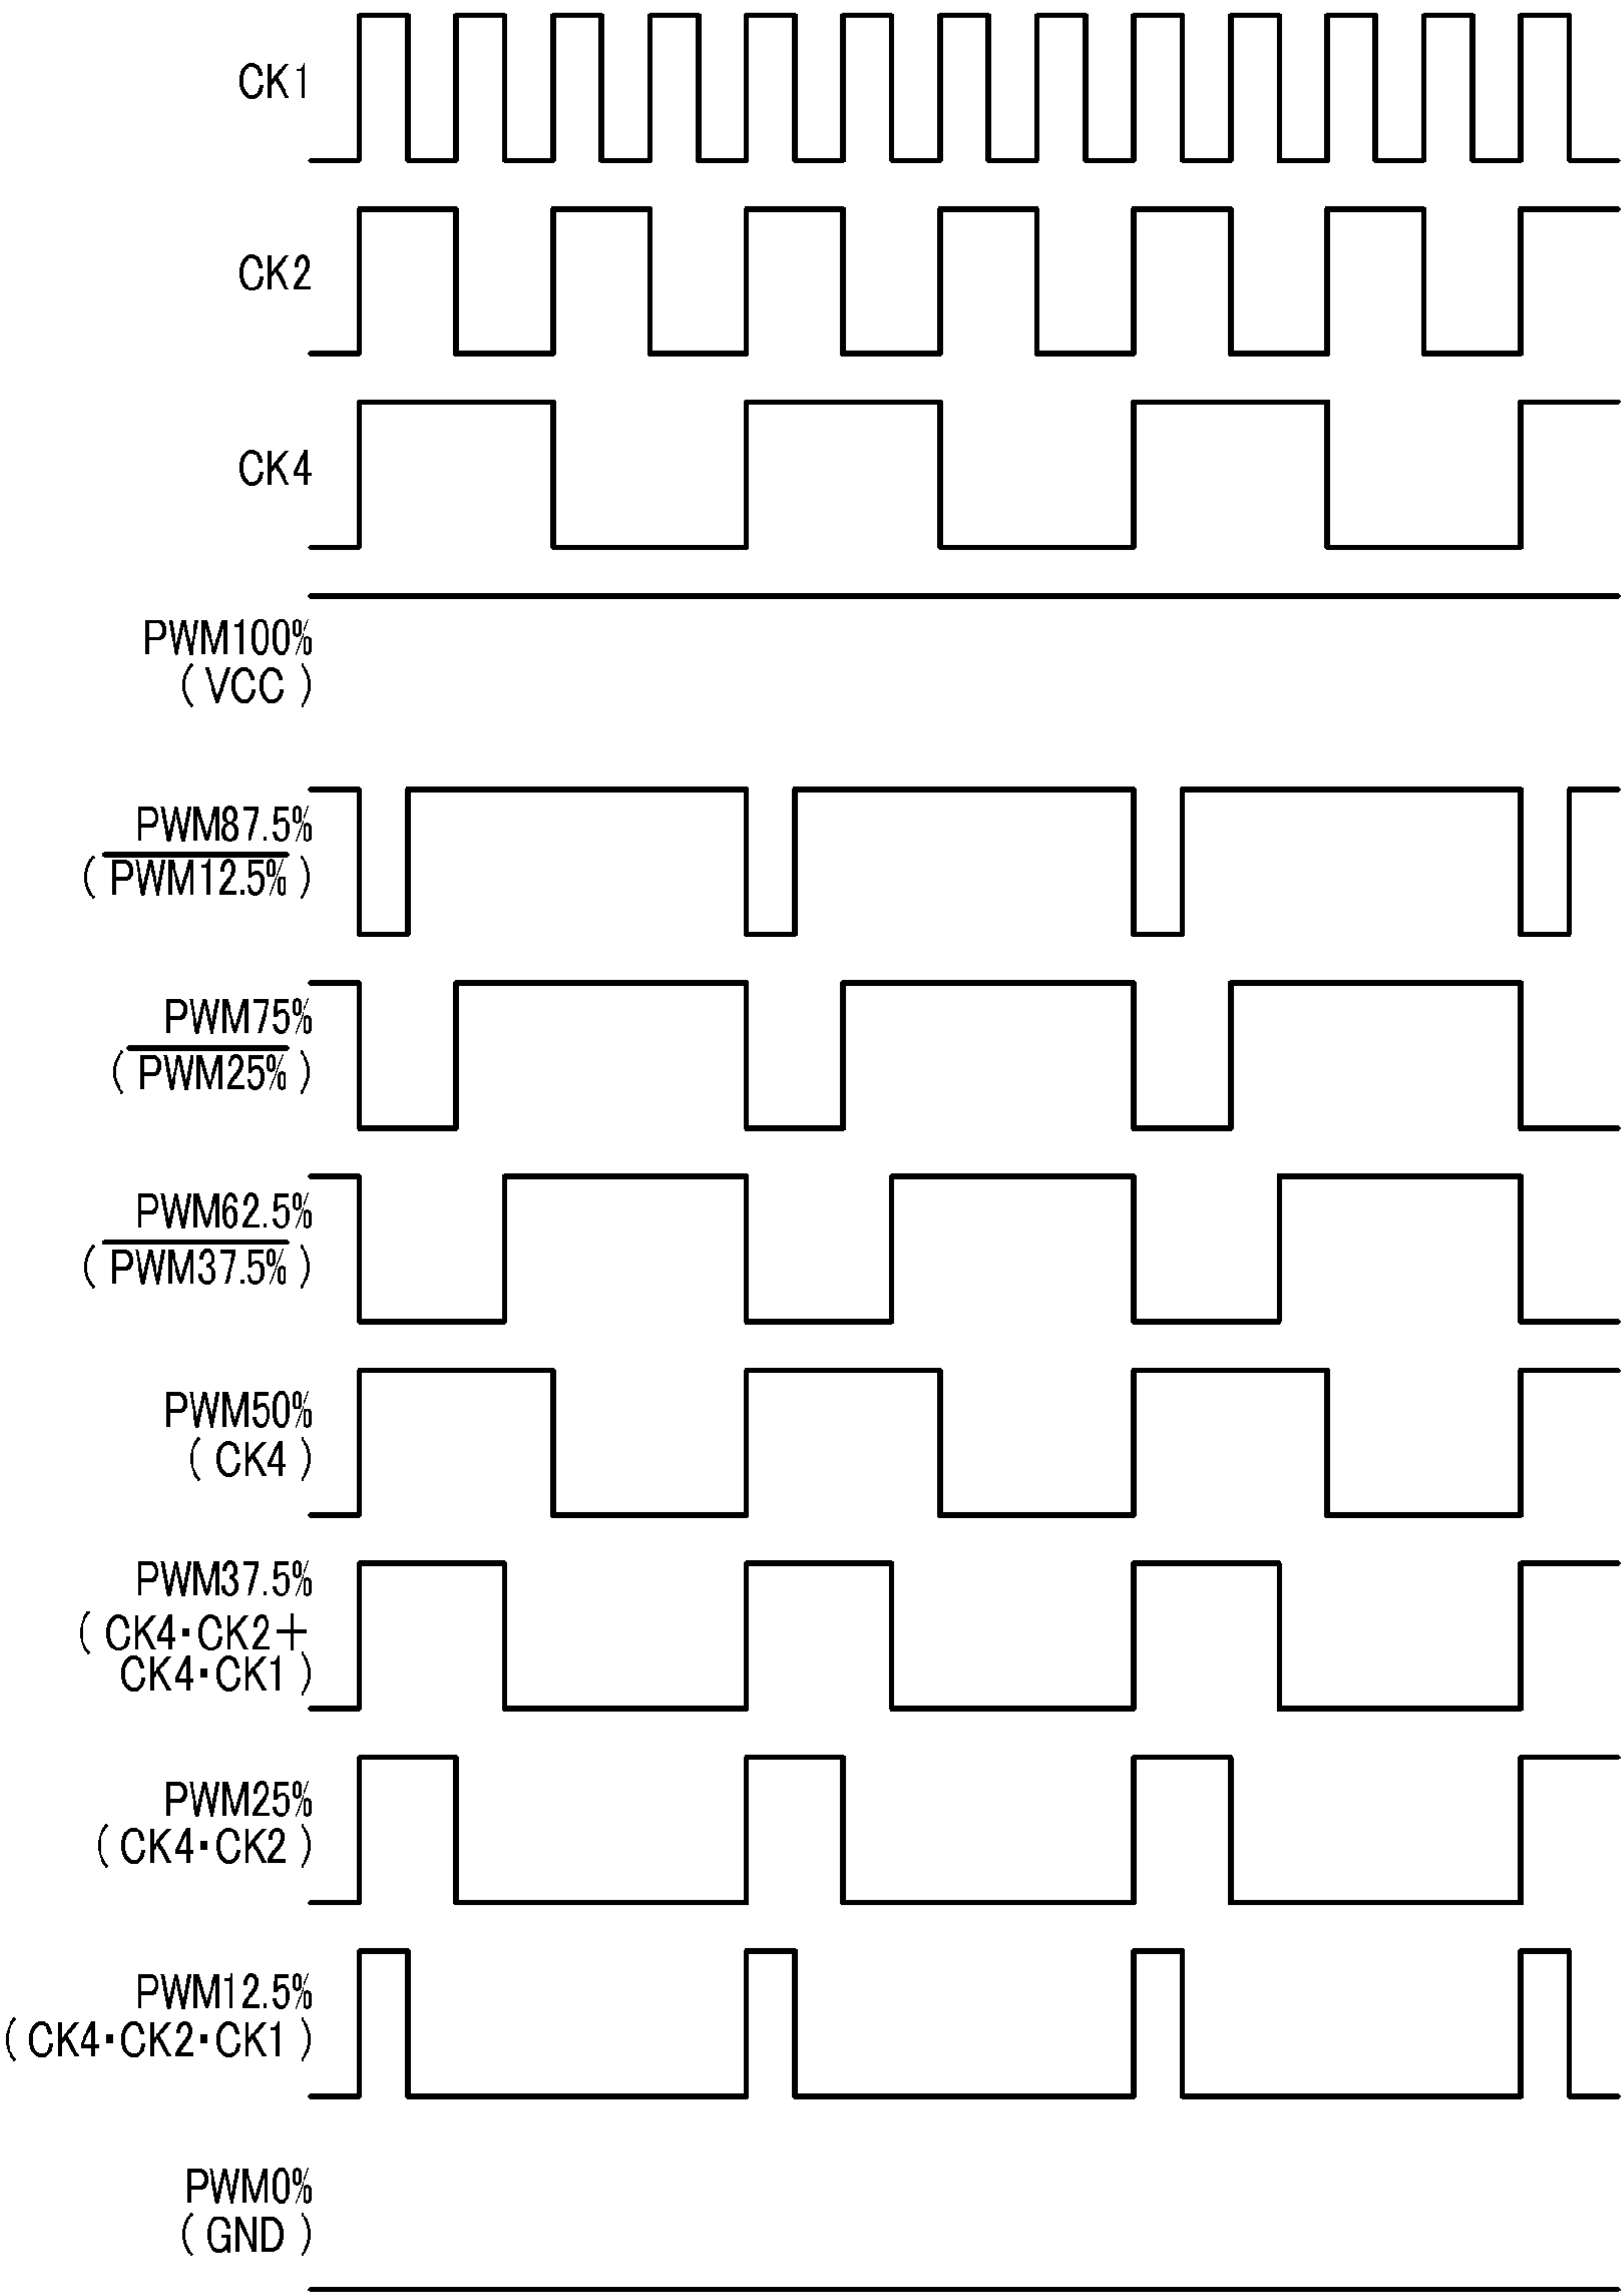 CK1
CK2
CK4
PWM100%
(VCC)
PWM87.5%
(PWM12.5%)
PWM75%
(PWM25%)
PWM62.5%
(PWM37.5%)
PWM50%
(CK4)
PWM37.5%
(CK4・CK2+
CK4・CK1)
PWM25%
(CK4・CK2)
PWM12.5%
(CK4・CK2・CK1)
PWM0%
(GND)